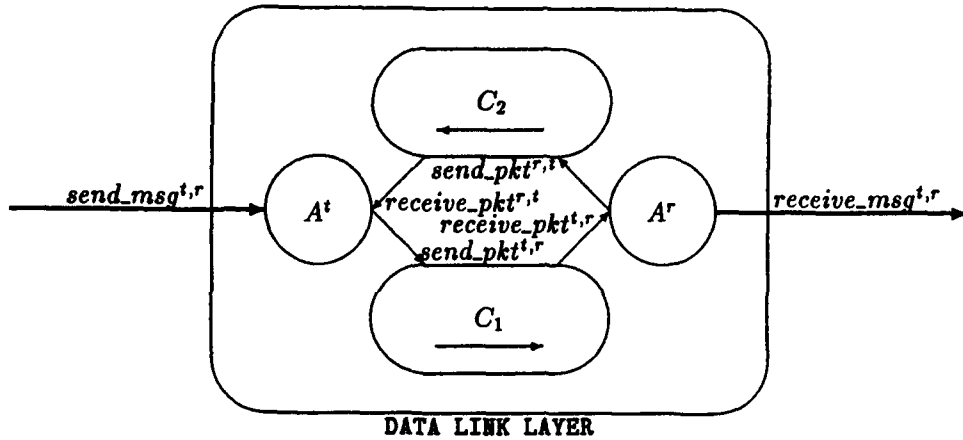 C₂
send_pkt^{r,t}
send_msg^{t,r}
A^t
receive_pkt^{r,t}
receive_pkt^{t,r}
A^r
receive_msg^{t,r}
send_pkt^{t,r}
C₁
DATA LINK LAYER